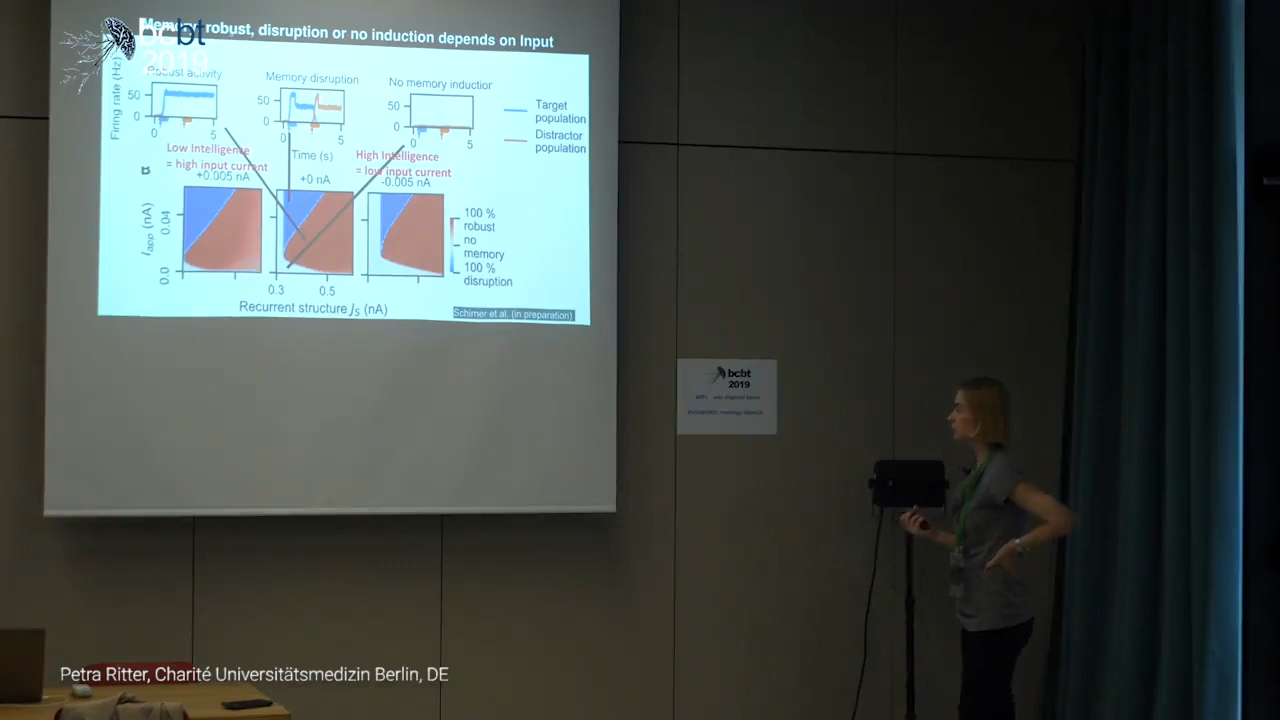 Memory robust, disruption or no induction depends on Input
bcbt
2019
Robust activity
Memory disruption
No memory induction
Firing rate (Hz)
50
0
0
5
50
0
0
5
50
0
0
5
Target
population
Distractor
population
Time (s)
Low Intelligence
= high input current
High Intelligence
= low input current
B
+0.005 nA
+0 nA
-0.005 nA
Iapp (nA)
0.04
0.0
0.3
0.5
100 %
robust
no
memory
100 %
disruption
Recurrent structure JS (nA)
Schirner et al. (in preparation)
bcbt
2019
Petra Ritter, Charité Universitätsmedizin Berlin, DE